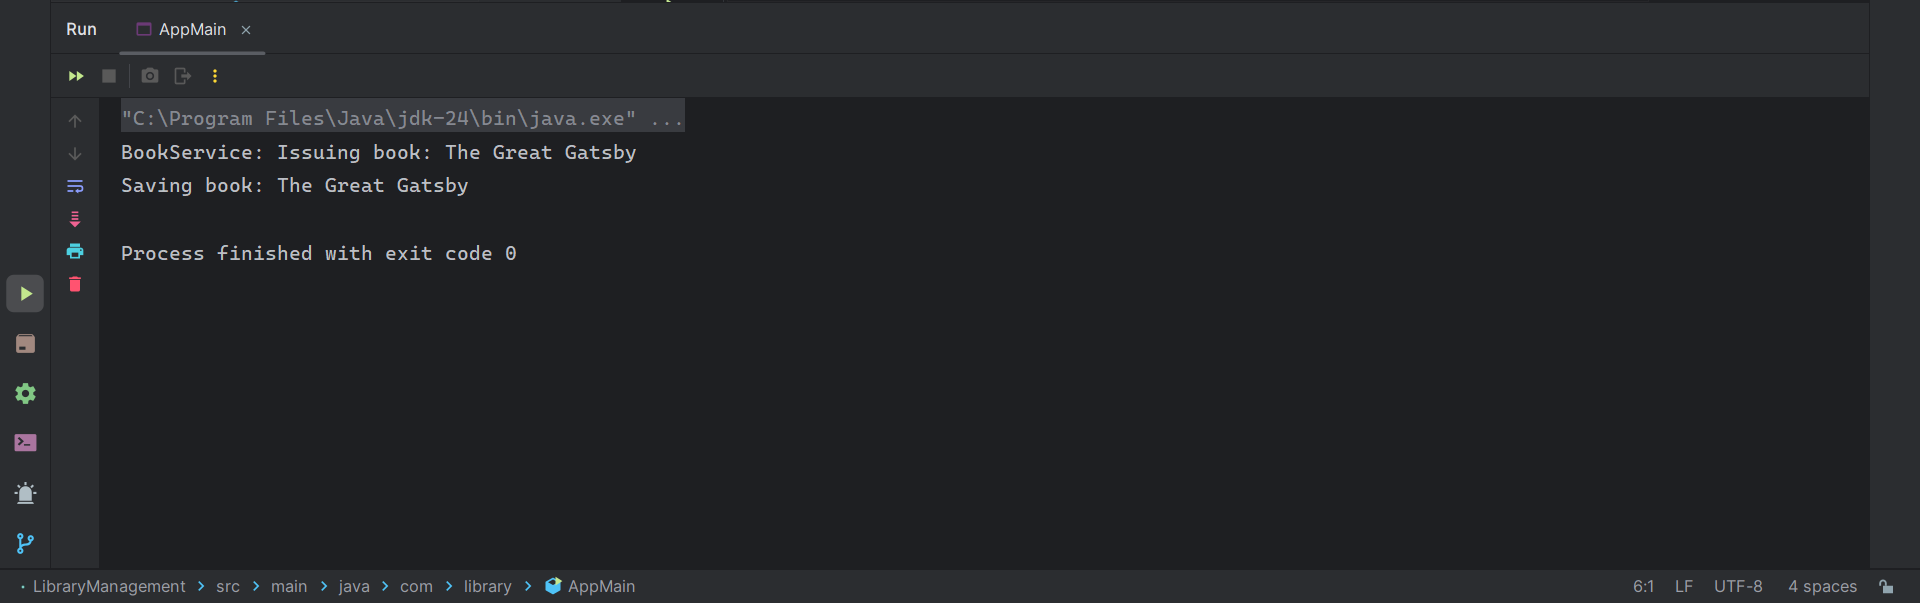 Run AppMain
"C:\Program Files\Java\jdk-24\bin\java.exe" ...
BookService: Issuing book: The Great Gatsby
Saving book: The Great Gatsby
Process finished with exit code 0
LibraryManagement > src > main > java > com > library > AppMain 6:1 LF UTF-8 4 spaces